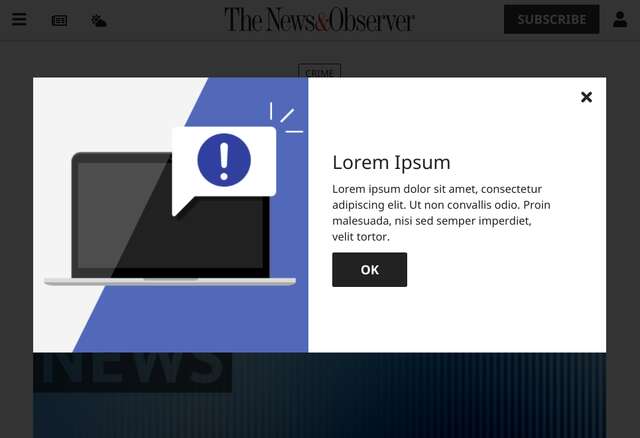 The News&Observer
SUBSCRIBE
CRIME
Lorem Ipsum
Lorem ipsum dolor sit amet, consectetur
adipiscing elit. Ut non convallis odio. Proin
malesuada, nisi sed semper imperdiet,
velit tortor.
OK
NEWS